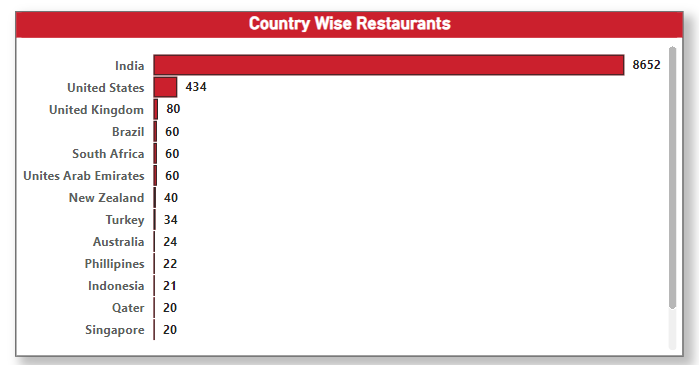 Country Wise Restaurants
India 8652
United States 434
United Kingdom 80
Brazil 60
South Africa 60
Unites Arab Emirates 60
New Zealand 40
Turkey 34
Australia 24
Phillipines 22
Indonesia 21
Qater 20
Singapore 20